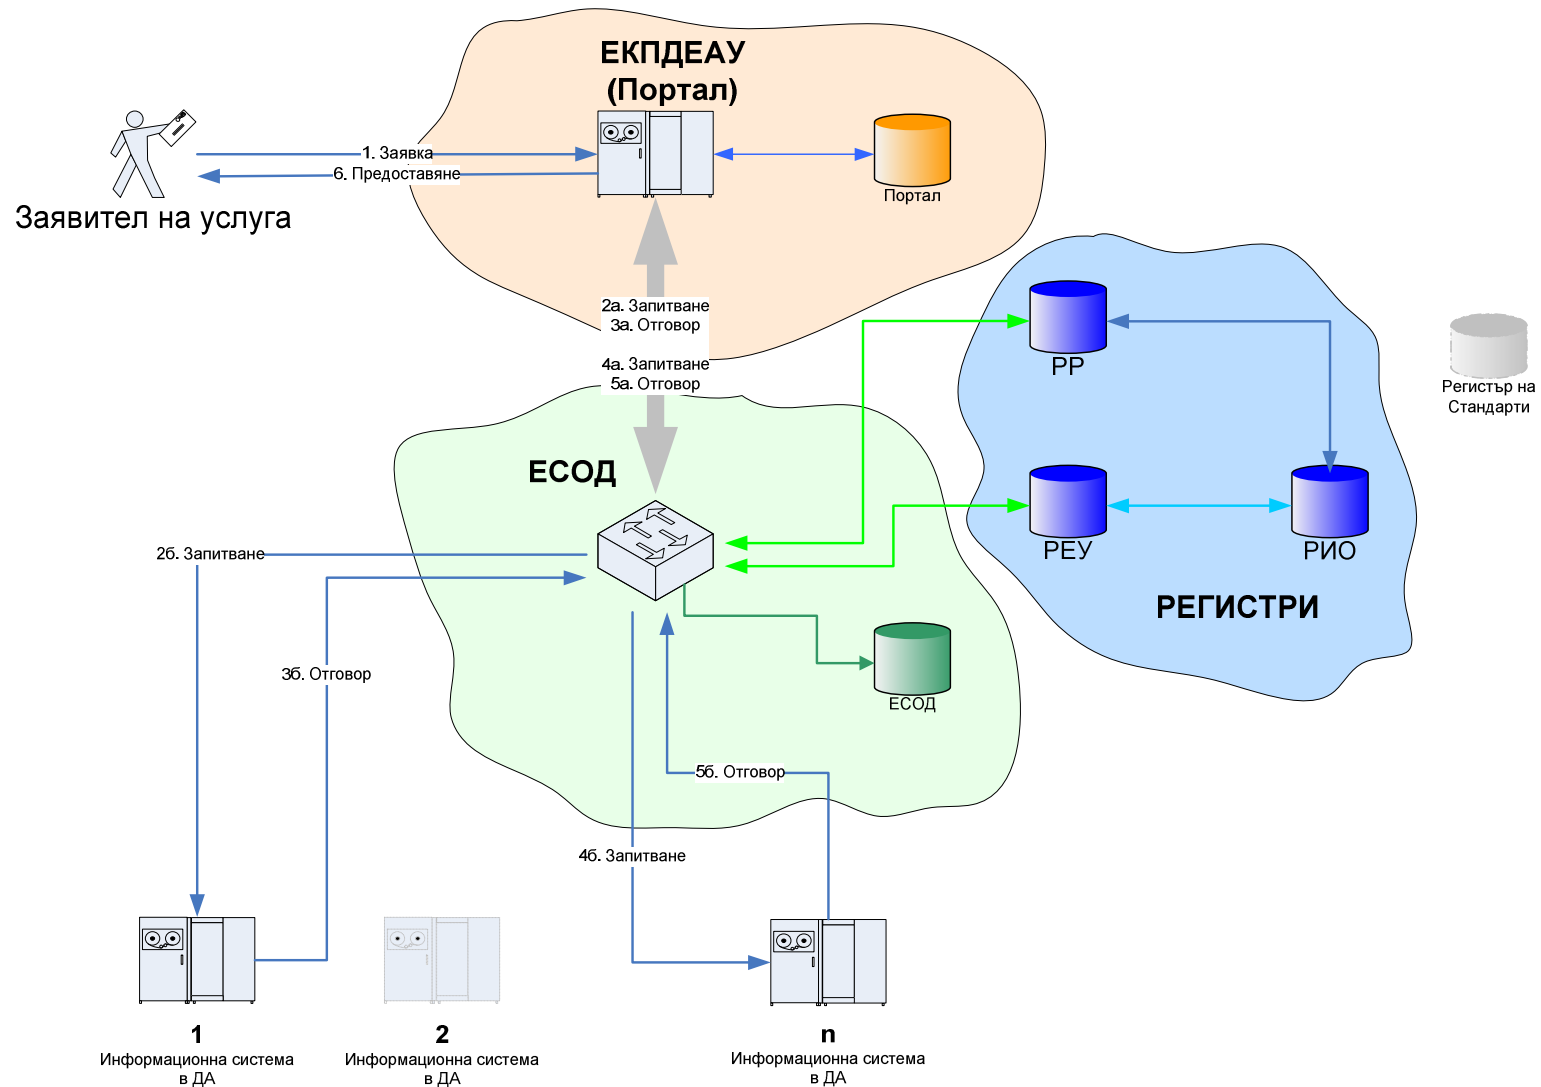 ЕКПДЕАУ
(Портал)
1. Заявка
6. Предоставяне
Заявител на услуга
Портал
2а. Запитване
3а. Отговор
4а. Запитване
5а. Отговор
РР
Регистър на
Стандарти
ЕСОД
РЕУ
РИО
РЕГИСТРИ
2б. Запитване
3б. Отговор
ЕСОД
5б. Отговор
4б. Запитване
1
Информационна система
в ДА
2
Информационна система
в ДА
n
Информационна система
в ДА